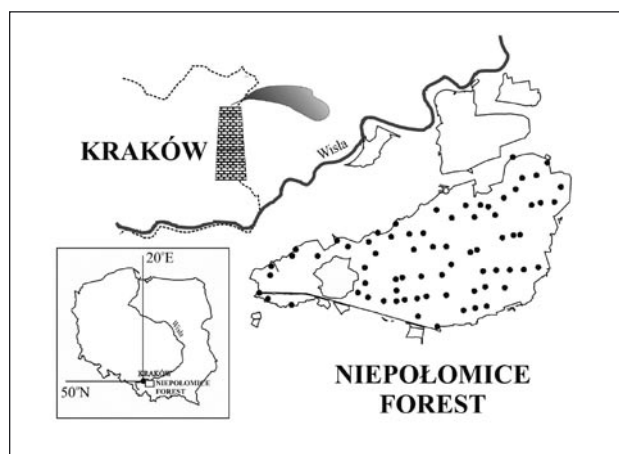 KRAKÓW
Wisła
20°E
Wisła
KRAKÓW
NIEPOŁOMICE
FOREST
50°N
NIEPOŁOMICE
FOREST